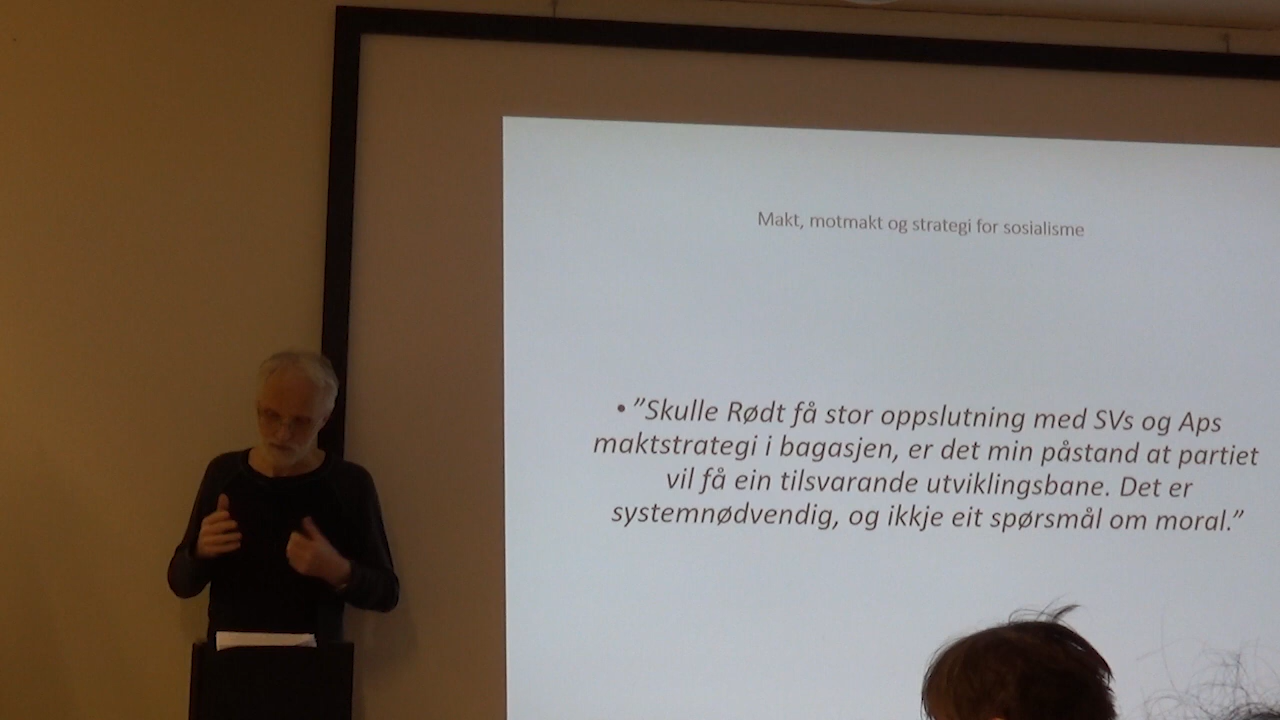 Makt, motmakt og strategi for sosialisme
• ”Skulle Rødt få stor oppslutning med SVs og Aps
maktstrategi i bagasjen, er det min påstand at partiet
vil få ein tilsvarande utviklingsbane. Det er
systemnødvendig, og ikkje eit spørsmål om moral.”